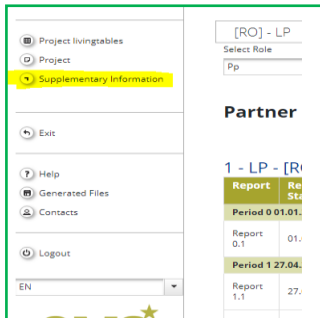 Project livingtables
Project
Supplementary Information
Exit
Help
Generated Files
Contacts
Logout
EN
[RO] - LP
Select Role
Pp
Partner
1 - LP - [R
Report
Period 0 01.01.
Report 0.1
01.
Period 1 27.04.
Report 1.1
27.